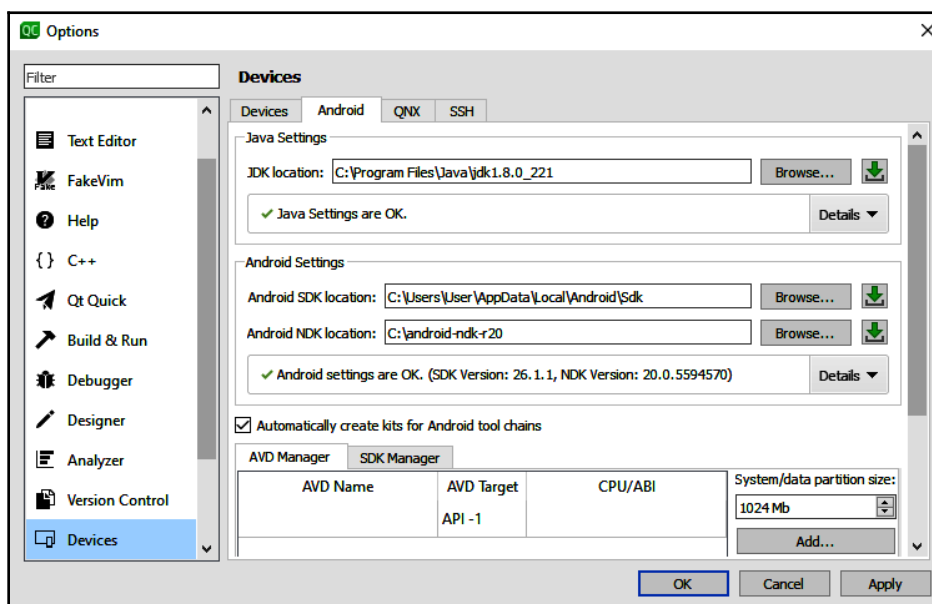 QC Options
Filter
Text Editor
Fake FakeVim
Help
{} C++
Qt Quick
Build & Run
Debugger
Designer
Analyzer
Version Control
Devices
Devices
Devices Android QNX SSH
Java Settings
JDK location: C:\Program Files\Java\jdk1.8.0_221 Browse...
Java Settings are OK. Details
Android Settings
Android SDK location: C:\Users\User\AppData\Local\Android\Sdk Browse...
Android NDK location: C:\android-ndk-r20 Browse...
Android settings are OK. (SDK Version: 26.1.1, NDK Version: 20.0.5594570) Details
Automatically create kits for Android tool chains
AVD Manager SDK Manager
AVD Name AVD Target CPU/ABI
API -1
System/data partition size:
1024 Mb
Add...
OK Cancel Apply